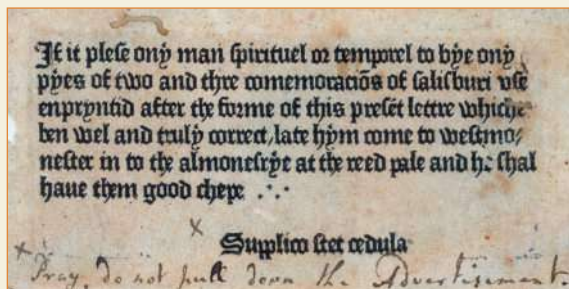 If it plese ony man spirituel or temporel to bye ony
pyes of two and thre comemoraciōs of salisburi vse
enpryntid after the forme of this presēt lettre whiche
ben wel and truly correct, late hym come to westmo-
nester in to the almonesrye at the reed pale and he shal
haue them good chepe .·.
Supplico stet cedula
Pray, do not pull down the Advertisement.